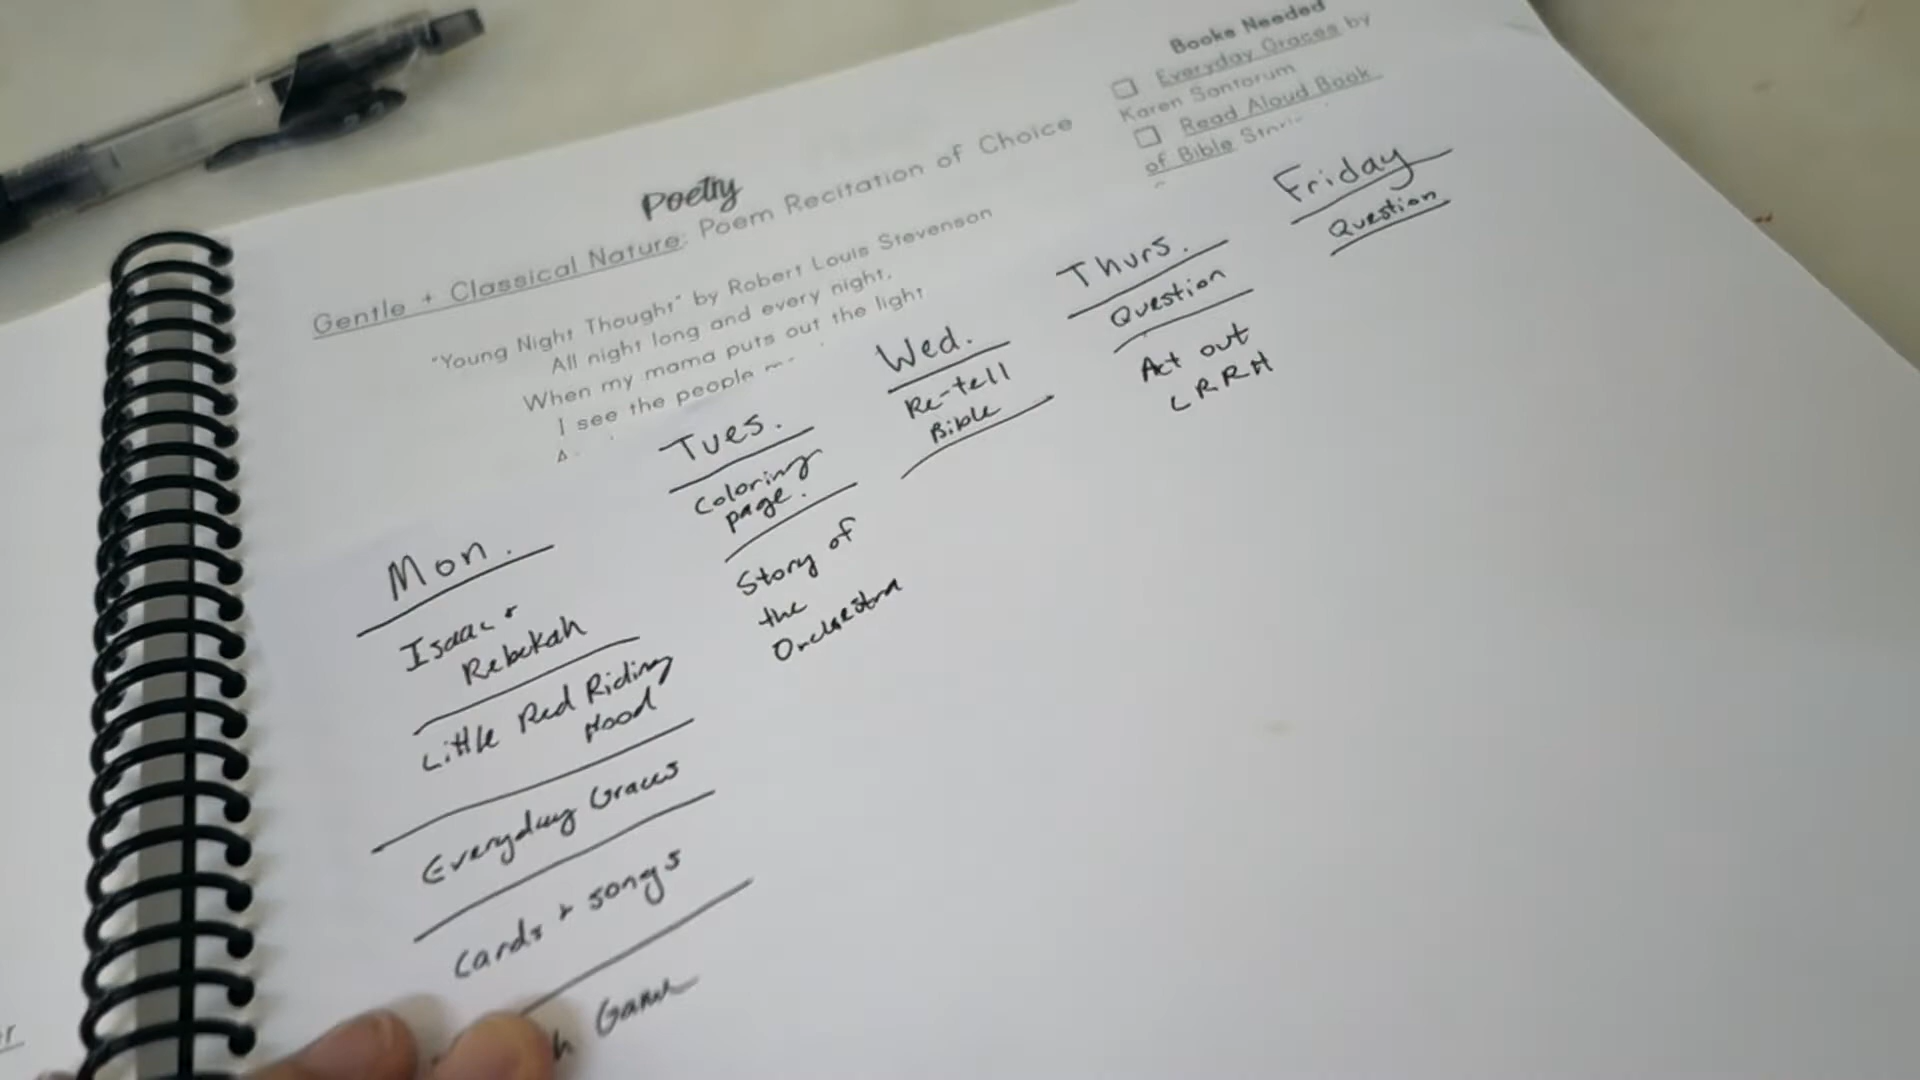 Books Needed
☐ Everyday Graces by
Karen Santorum
☐ Read Aloud Book
of Bible
Poetry
Gentle + Classical Nature: Poem Recitation of Choice
"Young Night Thought" by Robert Louis Stevenson
All night long and every night,
When my mama puts out the light
I see the people
Mon.
Isaac +
Rebekah
Little Red Riding
Hood
Everyday Graces
Cards + songs
Game
Tues.
Coloring
page.
Story of
the
Orchestra
Wed.
Re-tell
Bible
Thurs.
Question
Act out
LRRH
Friday
Question